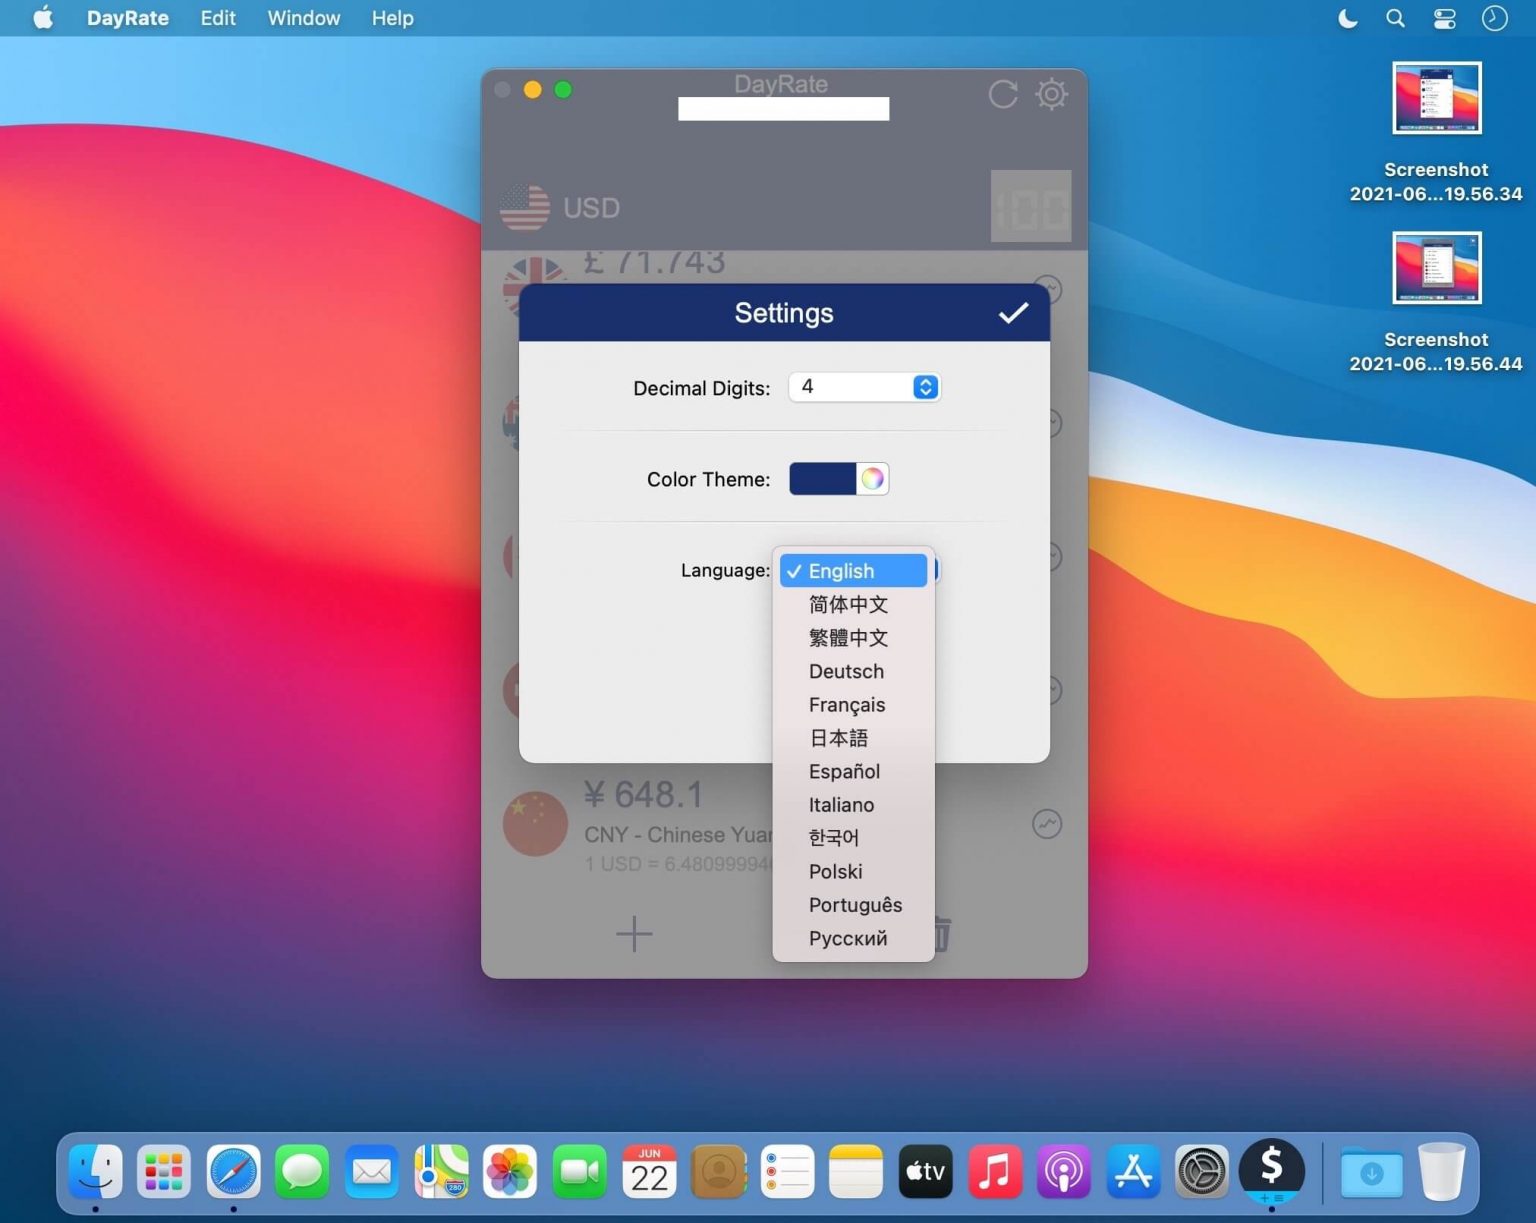 DayRate Edit Window Help
Screenshot
2021-06...19.56.34
Screenshot
2021-06...19.56.44
DayRate
USD
100
£ 71.743
Settings
Decimal Digits: 4
Color Theme:
Language: ✓ English
简体中文
繁體中文
Deutsch
Français
日本語
Español
Italiano
한국어
Polski
Português
Русский
¥ 648.1
CNY - Chinese Yuan
1 USD = 6.48099994
+
JUN
22
280
tv
$